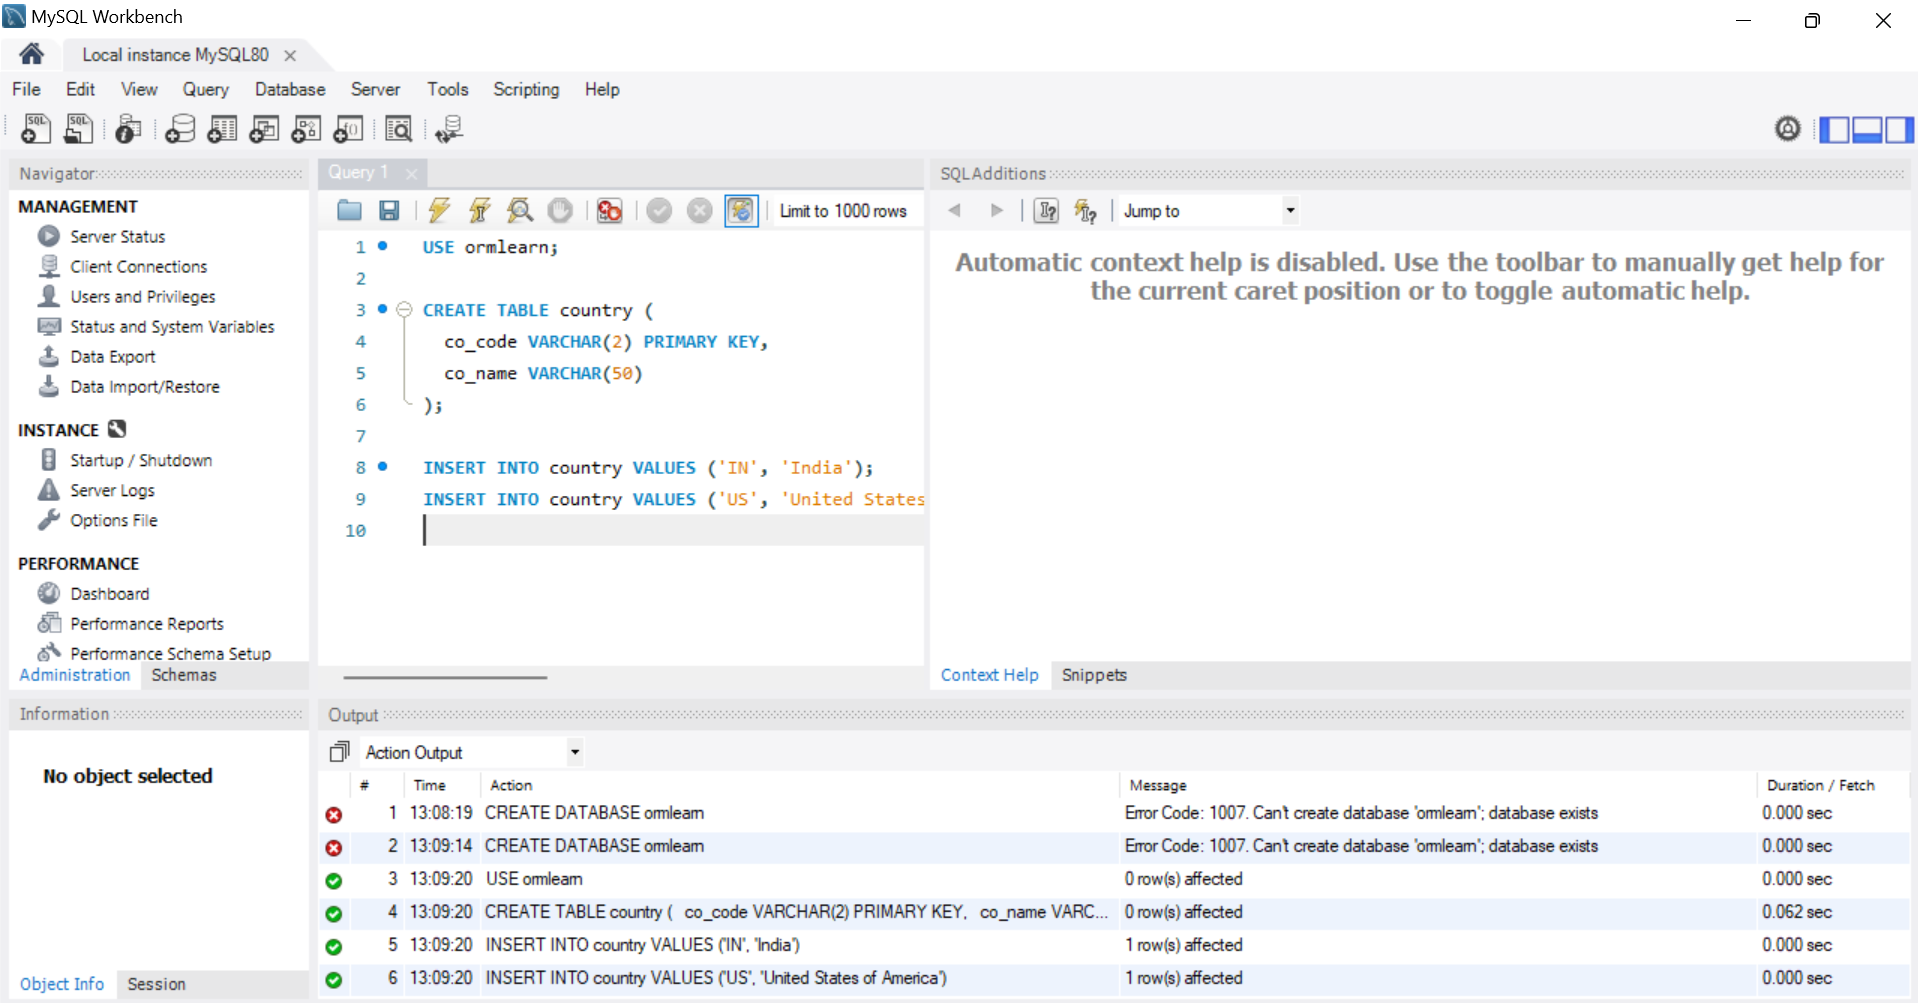 MySQL Workbench
Local instance MySQL80
File Edit View Query Database Server Tools Scripting Help
Navigator
MANAGEMENT
Server Status
Client Connections
Users and Privileges
Status and System Variables
Data Export
Data Import/Restore
INSTANCE
Startup / Shutdown
Server Logs
Options File
PERFORMANCE
Dashboard
Performance Reports
Performance Schema Setup
Administration Schemas
Query 1
Limit to 1000 rows
1 USE ormlearn;
2
3 CREATE TABLE country (
4 co_code VARCHAR(2) PRIMARY KEY,
5 co_name VARCHAR(50)
6 );
7
8 INSERT INTO country VALUES ('IN', 'India');
9 INSERT INTO country VALUES ('US', 'United States
10
SQLAdditions
Jump to
Automatic context help is disabled. Use the toolbar to manually get help for
the current caret position or to toggle automatic help.
Context Help Snippets
Information
No object selected
Object Info Session
Output
Action Output
# Time Action Message Duration / Fetch
1 13:08:19 CREATE DATABASE ormlearn Error Code: 1007. Can't create database 'ormlearn'; database exists 0.000 sec
2 13:09:14 CREATE DATABASE ormlearn Error Code: 1007. Can't create database 'ormlearn'; database exists 0.000 sec
3 13:09:20 USE ormlearn 0 row(s) affected 0.000 sec
4 13:09:20 CREATE TABLE country ( co_code VARCHAR(2) PRIMARY KEY, co_name VARC... 0 row(s) affected 0.062 sec
5 13:09:20 INSERT INTO country VALUES ('IN', 'India') 1 row(s) affected 0.000 sec
6 13:09:20 INSERT INTO country VALUES ('US', 'United States of America') 1 row(s) affected 0.000 sec